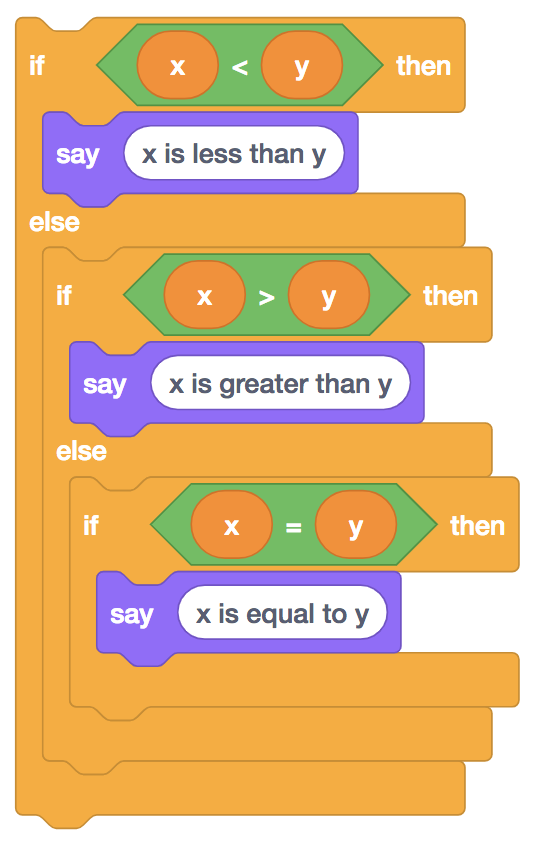 if x < y then
say x is less than y
else
if x > y then
say x is greater than y
else
if x = y then
say x is equal to y